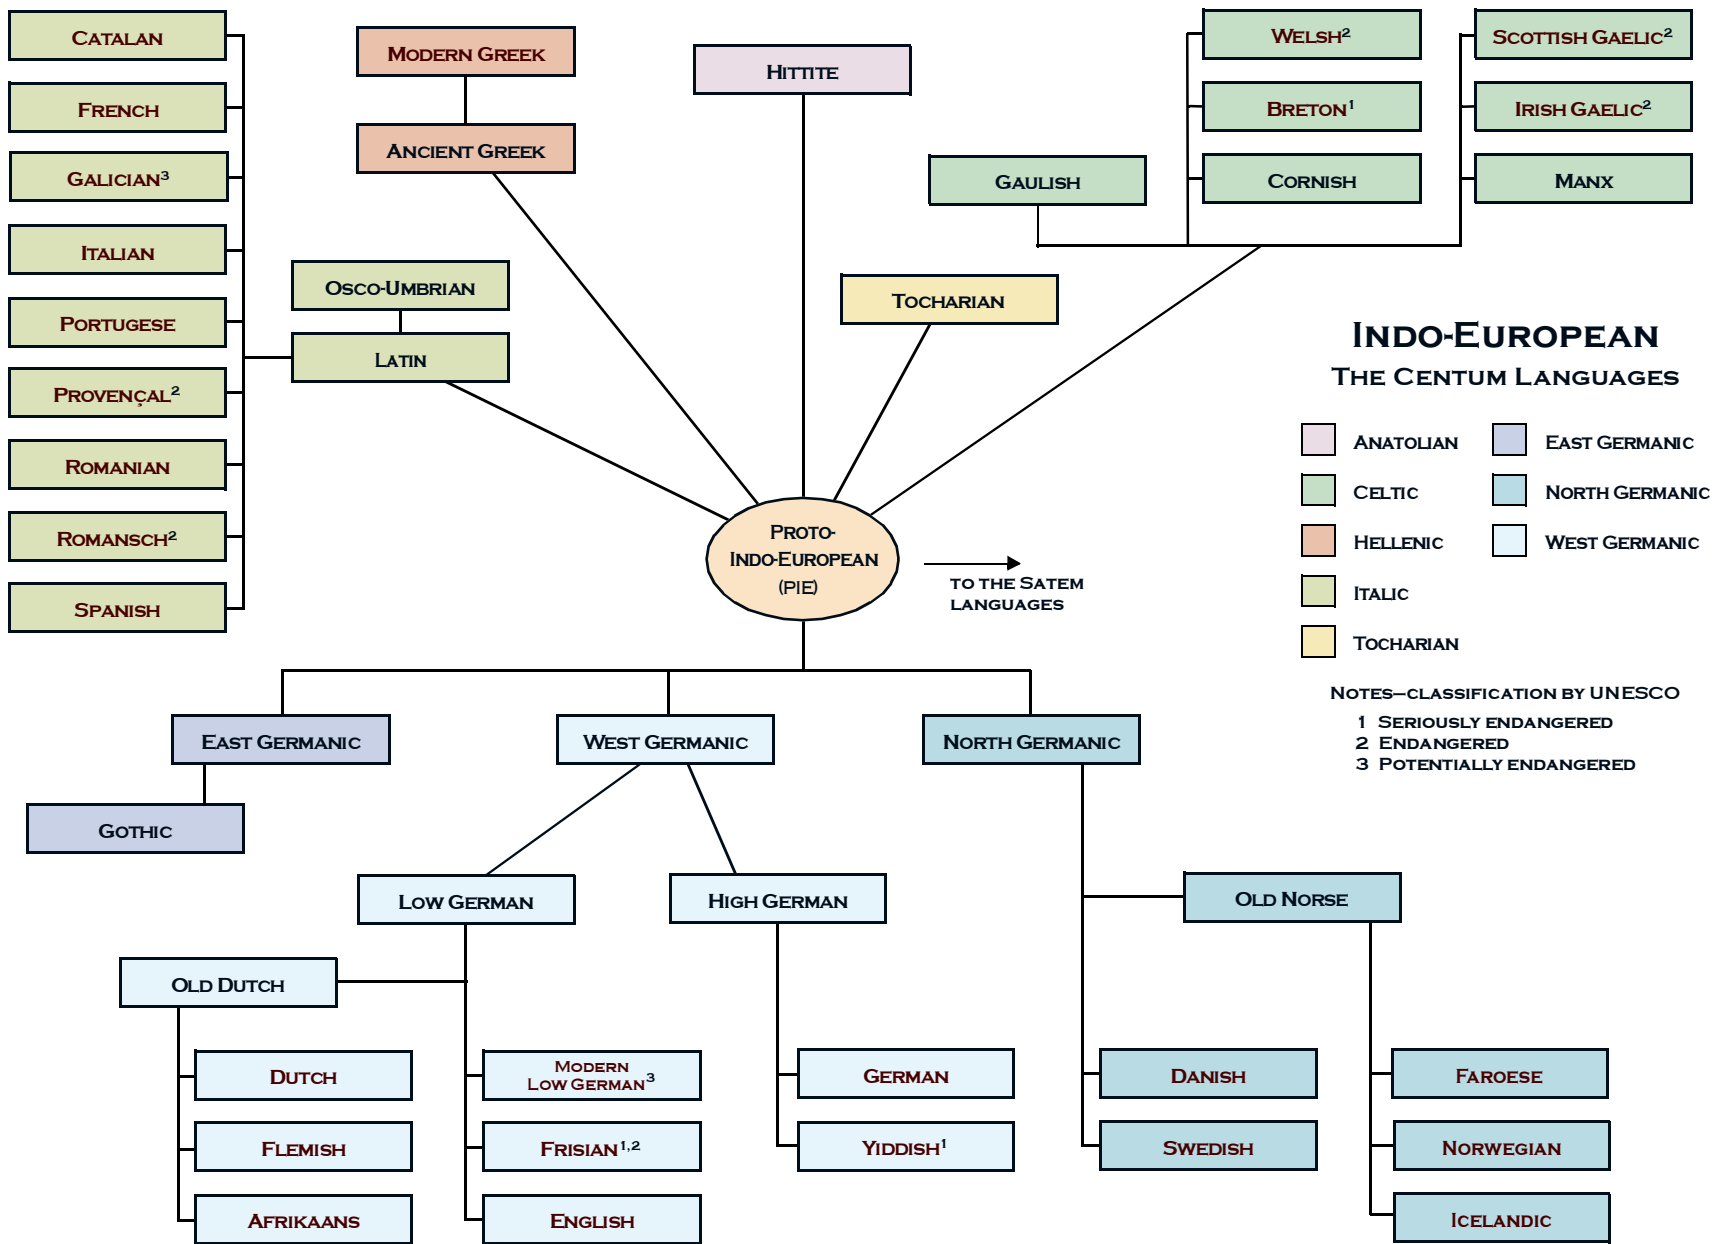 Catalan
French
Galician³
Italian
Portugese
Provençal²
Romanian
Romansch²
Spanish
Modern Greek
Ancient Greek
Osco-Umbrian
Latin
Hittite
Gaulish
Tocharian
Welsh²
Breton¹
Cornish
Scottish Gaelic²
Irish Gaelic²
Manx
Indo-European
The Centum Languages
Anatolian
Celtic
Hellenic
Italic
Tocharian
East Germanic
North Germanic
West Germanic
Notes–classification by UNESCO
1 Seriously endangered
2 Endangered
3 Potentially endangered
Proto-
Indo-European
(PIE)
to the Satem
languages
East Germanic
West Germanic
North Germanic
Gothic
Low German
High German
Old Norse
Old Dutch
Dutch
Flemish
Afrikaans
Modern
Low German³
Frisian¹,²
English
German
Yiddish¹
Danish
Swedish
Faroese
Norwegian
Icelandic